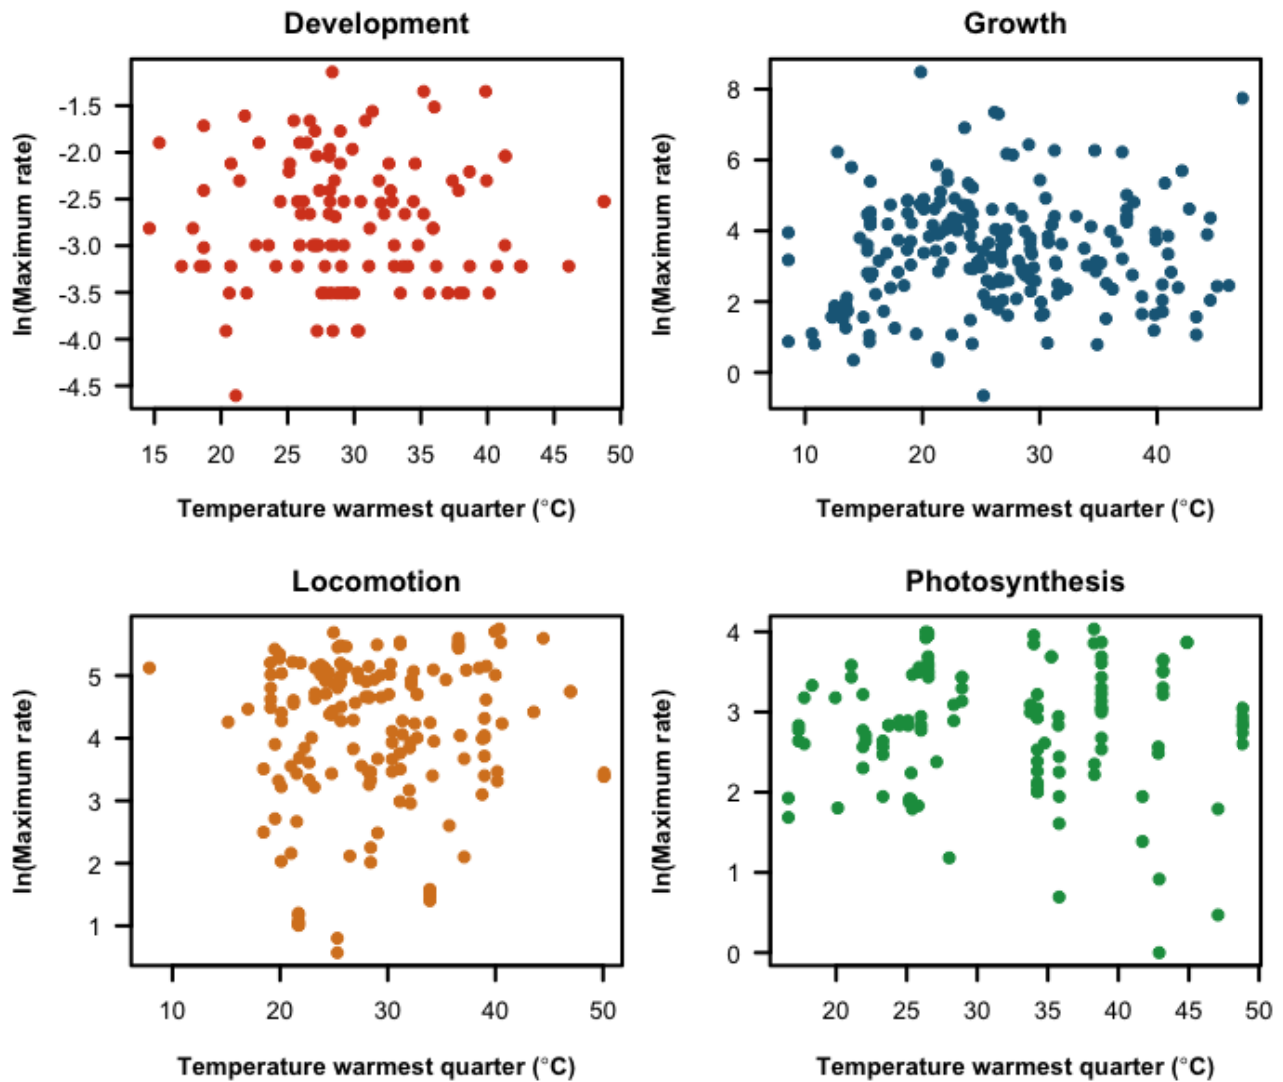 Development
ln(Maximum rate)
-1.5
-2.0
-2.5
-3.0
-3.5
-4.0
-4.5
15 20 25 30 35 40 45 50
Temperature warmest quarter (°C)
Growth
ln(Maximum rate)
8
6
4
2
0
10 20 30 40
Temperature warmest quarter (°C)
Locomotion
ln(Maximum rate)
5
4
3
2
1
10 20 30 40 50
Temperature warmest quarter (°C)
Photosynthesis
ln(Maximum rate)
4
3
2
1
0
20 25 30 35 40 45 50
Temperature warmest quarter (°C)